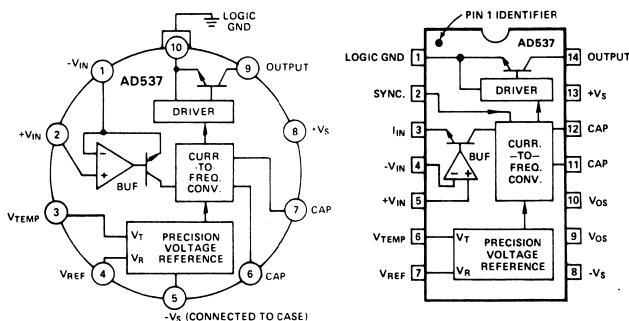 LOGIC
GND
10
-VIN
1
AD537
9
OUTPUT
DRIVER
+VIN
2
8
+VS
-
+
BUF
CURR.
-TO-
FREQ.
CONV.
7
CAP
VTEMP
3
VT
VR
PRECISION
VOLTAGE
REFERENCE
VREF
4
6
CAP
5
-VS (CONNECTED TO CASE)
PIN 1 IDENTIFIER
AD537
LOGIC GND
1
14
OUTPUT
DRIVER
SYNC.
2
13
+VS
IIN
3
12
CAP
BUF
CURR.
-TO-
FREQ.
CONV.
-VIN
4
-
+
11
CAP
+VIN
5
10
VOS
VTEMP
6
VT
PRECISION
VOLTAGE
REFERENCE
9
VOS
VREF
7
VR
8
-VS